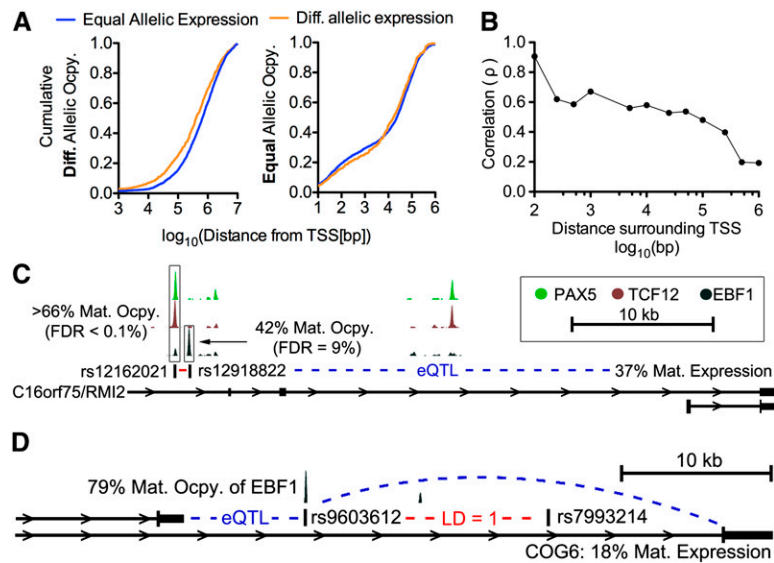 A
Equal Allelic Expression
Diff. allelic expression
Cumulative
Diff. Allelic Ocpy.
1.0
0.8
0.6
0.4
0.2
0.0
3 4 5 6 7
Equal Allelic Ocpy.
1.0
0.8
0.6
0.4
0.2
0.0
1 2 3 4 5 6
log10(Distance from TSS[bp])
B
Correlation ( ρ )
1.0
0.8
0.6
0.4
0.2
0.0
2 3 4 5 6
Distance surrounding TSS
log10(bp)
C
>66% Mat. Ocpy.
(FDR < 0.1%)
42% Mat. Ocpy.
(FDR = 9%)
PAX5 TCF12 EBF1
10 kb
rs12162021 rs12918822 eQTL 37% Mat. Expression
C16orf75/RMI2
D
10 kb
79% Mat. Ocpy. of EBF1
eQTL rs9603612 LD = 1 rs7993214
COG6: 18% Mat. Expression